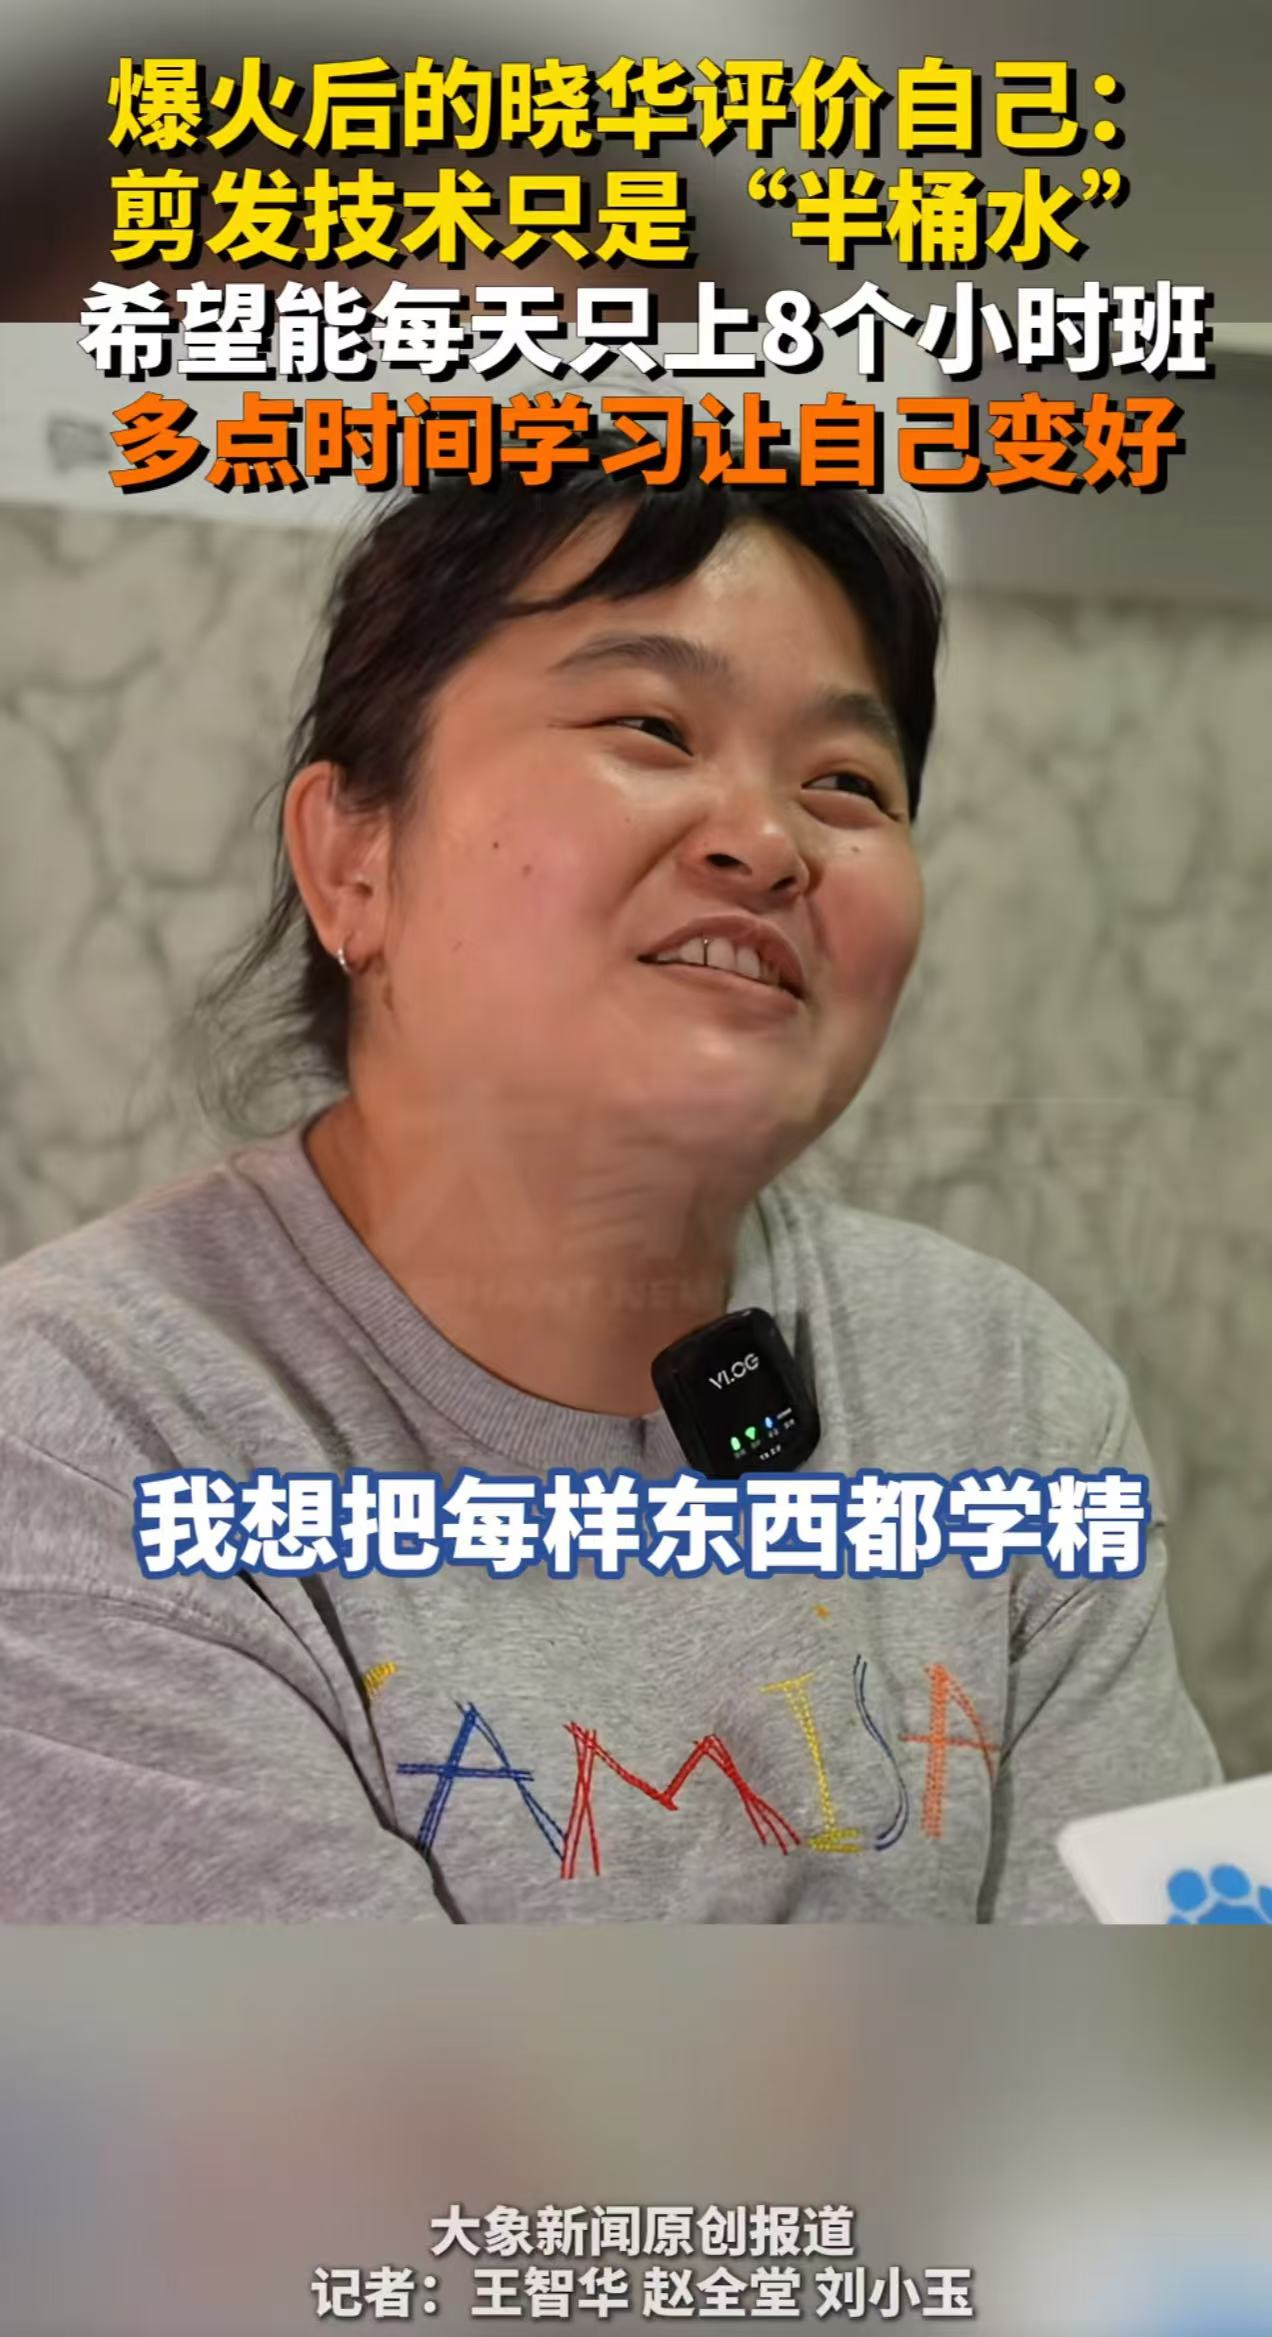 爆火后的晓华评价自己：
剪发技术只是“半桶水”
希望能每天只上8个小时班
多点时间学习让自己变好
VLOG
我想把每样东西都学精
AMISA
大象新闻原创报道
记者：王智华 赵全堂 刘小玉